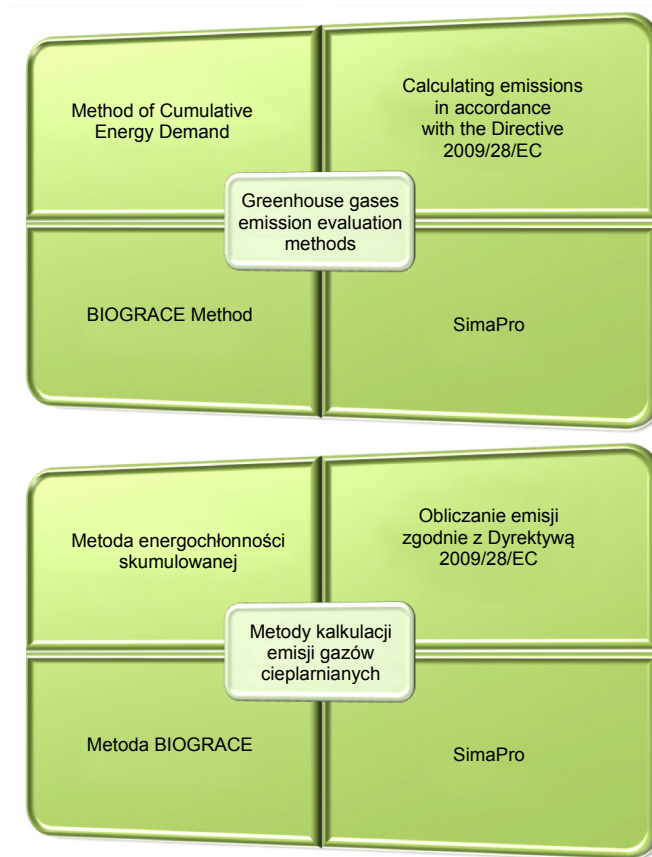 Method of Cumulative
Energy Demand
Calculating emissions
in accordance
with the Directive
2009/28/EC
Greenhouse gases
emission evaluation
methods
BIOGRACE Method
SimaPro
Metoda energochłonności
skumulowanej
Obliczanie emisji
zgodnie z Dyrektywą
2009/28/EC
Metody kalkulacji
emisji gazów
cieplarnianych
Metoda BIOGRACE
SimaPro